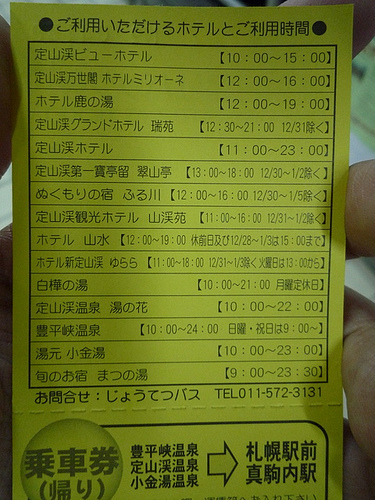 ●ご利用いただけるホテルとご利用時間●
定山渓ビューホテル 【10：00〜15：00】
定山渓万世閣 ホテルミリオーネ 【12：00〜16：00】
ホテル鹿の湯 【12：00〜19：00】
定山渓グランドホテル 瑞苑 【12：30〜21：00 12/31除く】
定山渓ホテル 【11：00〜23：00】
定山渓第一寶亭留 翠山亭 【13：00〜18：00 12/30〜1/2除く】
ぬくもりの宿 ふる川 【12：00〜16：00 12/30〜1/5除く】
定山渓観光ホテル 山渓苑 【11：00〜16：00 12/31〜1/2除く】
ホテル 山水 【12：00〜19：00 休前日及び12/28〜1/3は15：00まで】
ホテル新定山渓 ゆらら 【11：00〜18：00 12/31〜1/3除く 火曜日は13：00から】
白樺の湯 【10：00〜21：00 月曜定休日】
定山渓温泉 湯の花 【10：00〜22：00】
豊平峡温泉 【10：00〜24：00 日曜・祝日は9：00〜】
湯元 小金湯 【10：00〜23：00】
旬のお宿 まつの湯 【9：00〜23：30】
お問合せ：じょうてつバス TEL011-572-3131
乗車券
(帰り)
豊平峡温泉
定山渓温泉
小金湯温泉
札幌駅前
真駒内駅